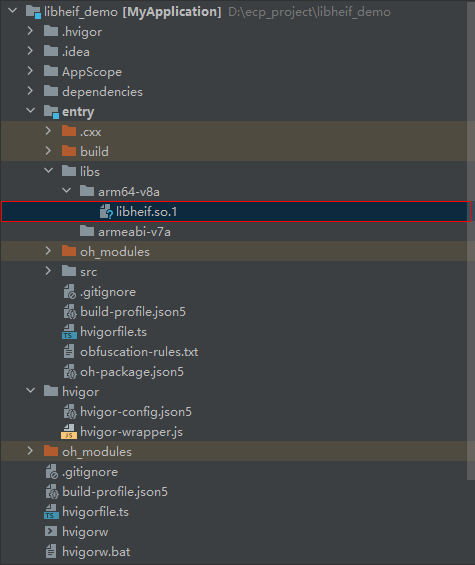 libheif_demo [MyApplication] D:\ecp_project\libheif_demo
.hvigor
.idea
AppScope
dependencies
entry
.cxx
build
libs
arm64-v8a
libheif.so.1
armeabi-v7a
oh_modules
src
.gitignore
build-profile.json5
hvigorfile.ts
obfuscation-rules.txt
oh-package.json5
hvigor
hvigor-config.json5
hvigor-wrapper.js
oh_modules
.gitignore
build-profile.json5
hvigorfile.ts
hvigorw
hvigorw.bat